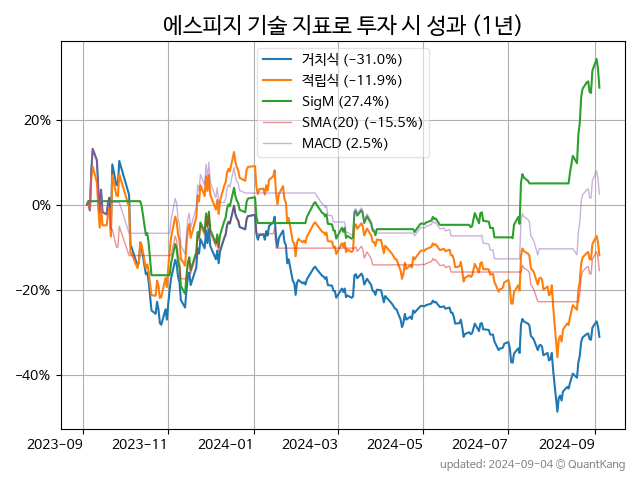 에스피지 기술 지표로 투자 시 성과 (1년)
거치식 (-31.0%)
적립식 (-11.9%)
SigM (27.4%)
SMA(20) (-15.5%)
MACD (2.5%)
20%
0%
−20%
−40%
2023-09 2023-11 2024-01 2024-03 2024-05 2024-07 2024-09
updated: 2024-09-04 © QuantKang